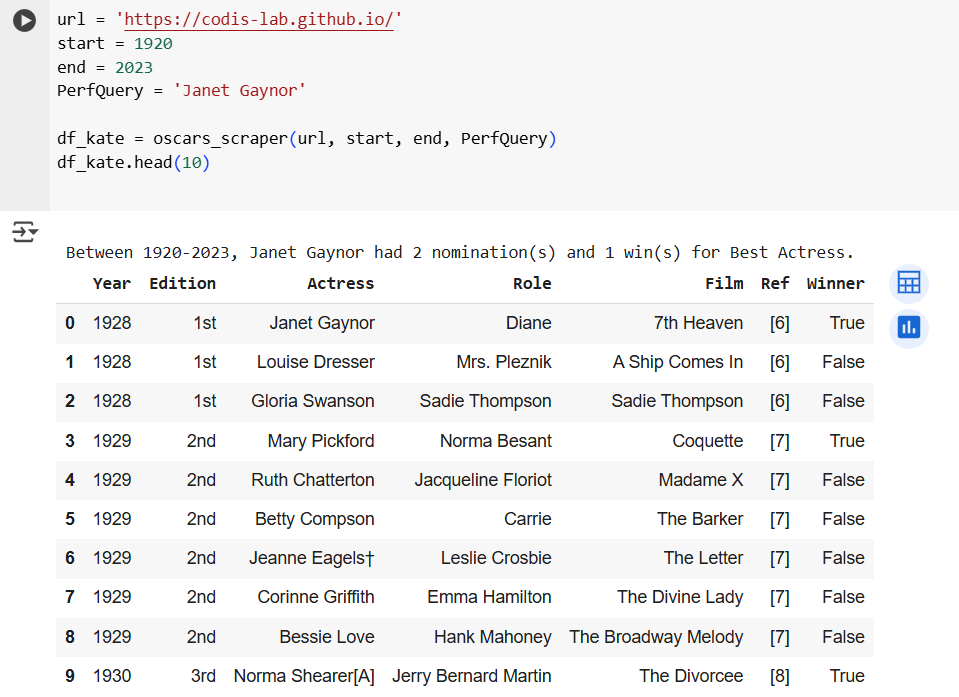 url = 'https://codis-lab.github.io/'
start = 1920
end = 2023
PerfQuery = 'Janet Gaynor'
df_kate = oscars_scraper(url, start, end, PerfQuery)
df_kate.head(10)
Between 1920-2023, Janet Gaynor had 2 nomination(s) and 1 win(s) for Best Actress.
Year Edition Actress Role Film Ref Winner
0 1928 1st Janet Gaynor Diane 7th Heaven [6] True
1 1928 1st Louise Dresser Mrs. Pleznik A Ship Comes In [6] False
2 1928 1st Gloria Swanson Sadie Thompson Sadie Thompson [6] False
3 1929 2nd Mary Pickford Norma Besant Coquette [7] True
4 1929 2nd Ruth Chatterton Jacqueline Floriot Madame X [7] False
5 1929 2nd Betty Compson Carrie The Barker [7] False
6 1929 2nd Jeanne Eagels† Leslie Crosbie The Letter [7] False
7 1929 2nd Corinne Griffith Emma Hamilton The Divine Lady [7] False
8 1929 2nd Bessie Love Hank Mahoney The Broadway Melody [7] False
9 1930 3rd Norma Shearer[A] Jerry Bernard Martin The Divorcee [8] True